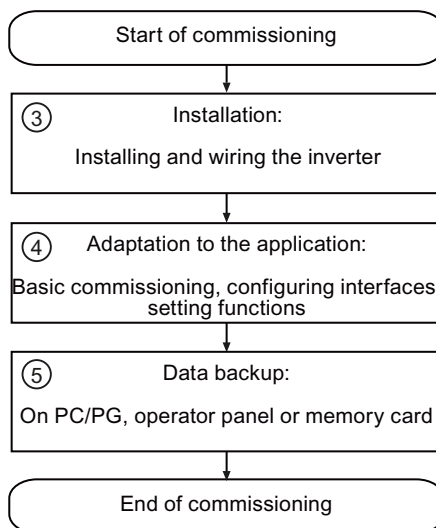 Start of commissioning
③ Installation:
Installing and wiring the inverter
④ Adaptation to the application:
Basic commissioning, configuring interfaces
setting functions
⑤ Data backup:
On PC/PG, operator panel or memory card
End of commissioning